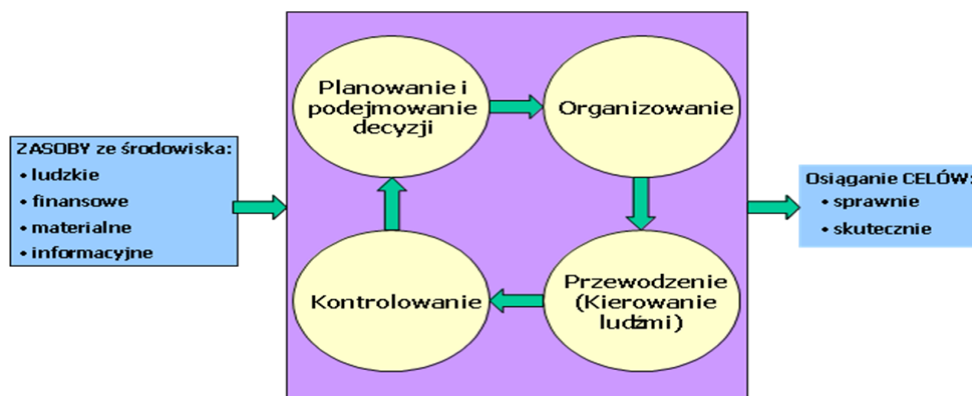 ZASOBY ze środowiska:
• ludzkie
• finansowe
• materialne
• informacyjne
Planowanie i
podejmowanie
decyzji
Organizowanie
Kontrolowanie
Przewodzenie
(Kierowanie
ludźmi)
Osiąganie CELÓW:
• sprawnie
• skutecznie